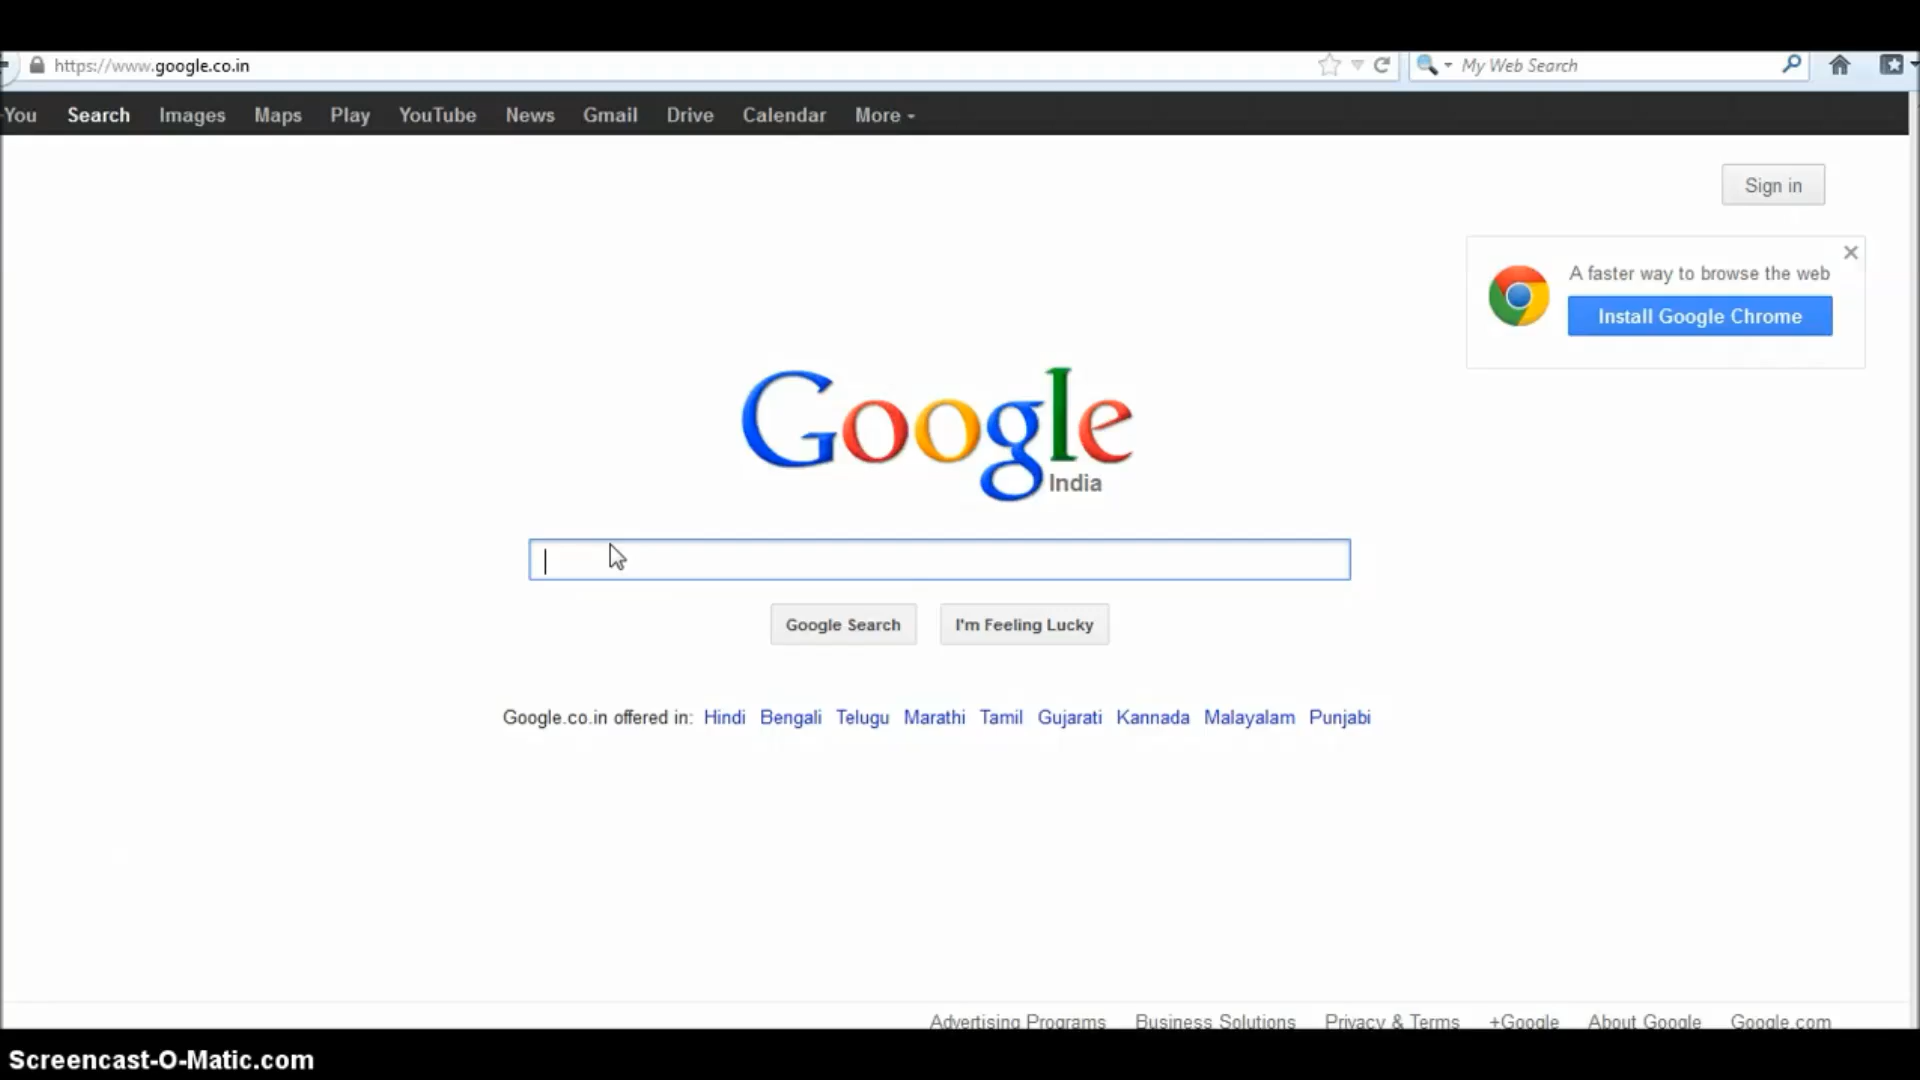 https://www.google.co.in
My Web Search
You Search Images Maps Play YouTube News Gmail Drive Calendar More
Sign in
A faster way to browse the web
Install Google Chrome
Google
India
Google Search I'm Feeling Lucky
Google.co.in offered in: Hindi Bengali Telugu Marathi Tamil Gujarati Kannada Malayalam Punjabi
Advertising Programs Business Solutions Privacy & Terms +Google About Google Google.com
Screencast-O-Matic.com